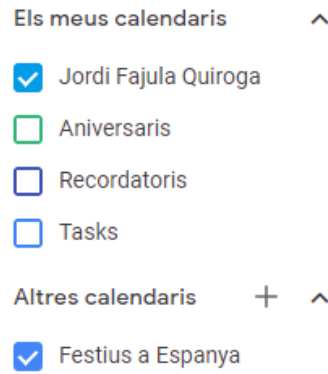 Els meus calendaris
Jordi Fajula Quiroga
Aniversaris
Recordatoris
Tasks
Altres calendaris
Festius a Espanya